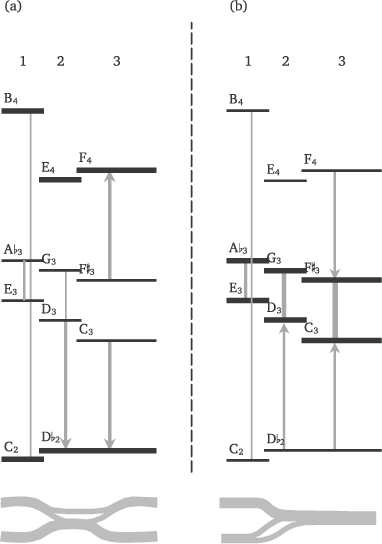 (a) (b)
1 2 3 1 2 3
B4 B4
F4 F4
E4 E4
A♭3 A♭3
G3 G3
F♯3 F♯3
E3 E3
D3 D3
C3 C3
D♭2 D♭2
C2 C2